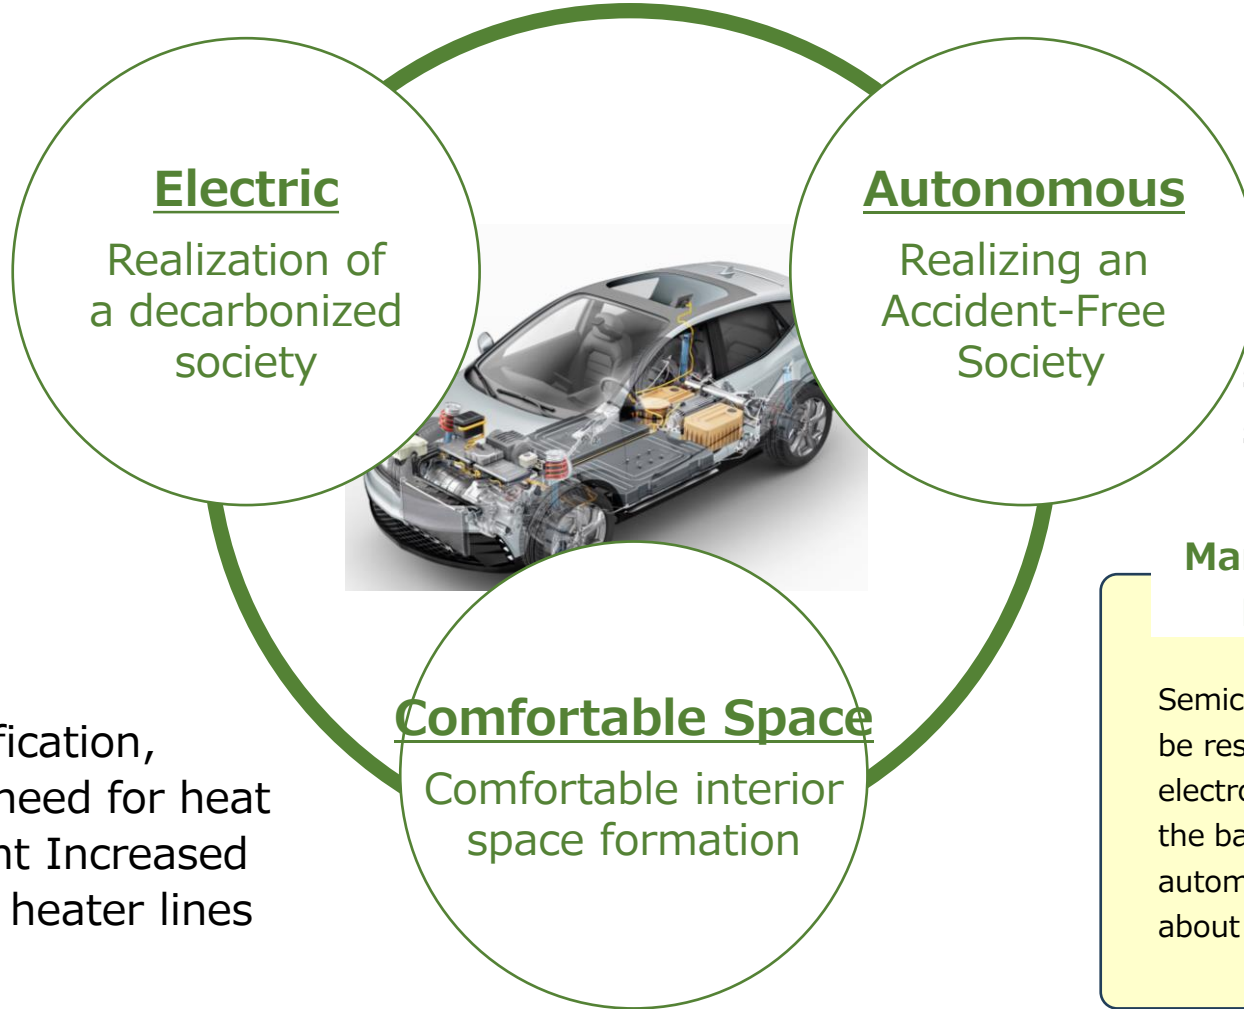 Electric
Realization of
a decarbonized
society
Autonomous
Realizing an
Accident-Free
Society
Comfortable Space
Comfortable interior
space formation
fication,
need for heat
nt Increased
heater lines
Ma
Semic
be res
electro
the ba
autom
about